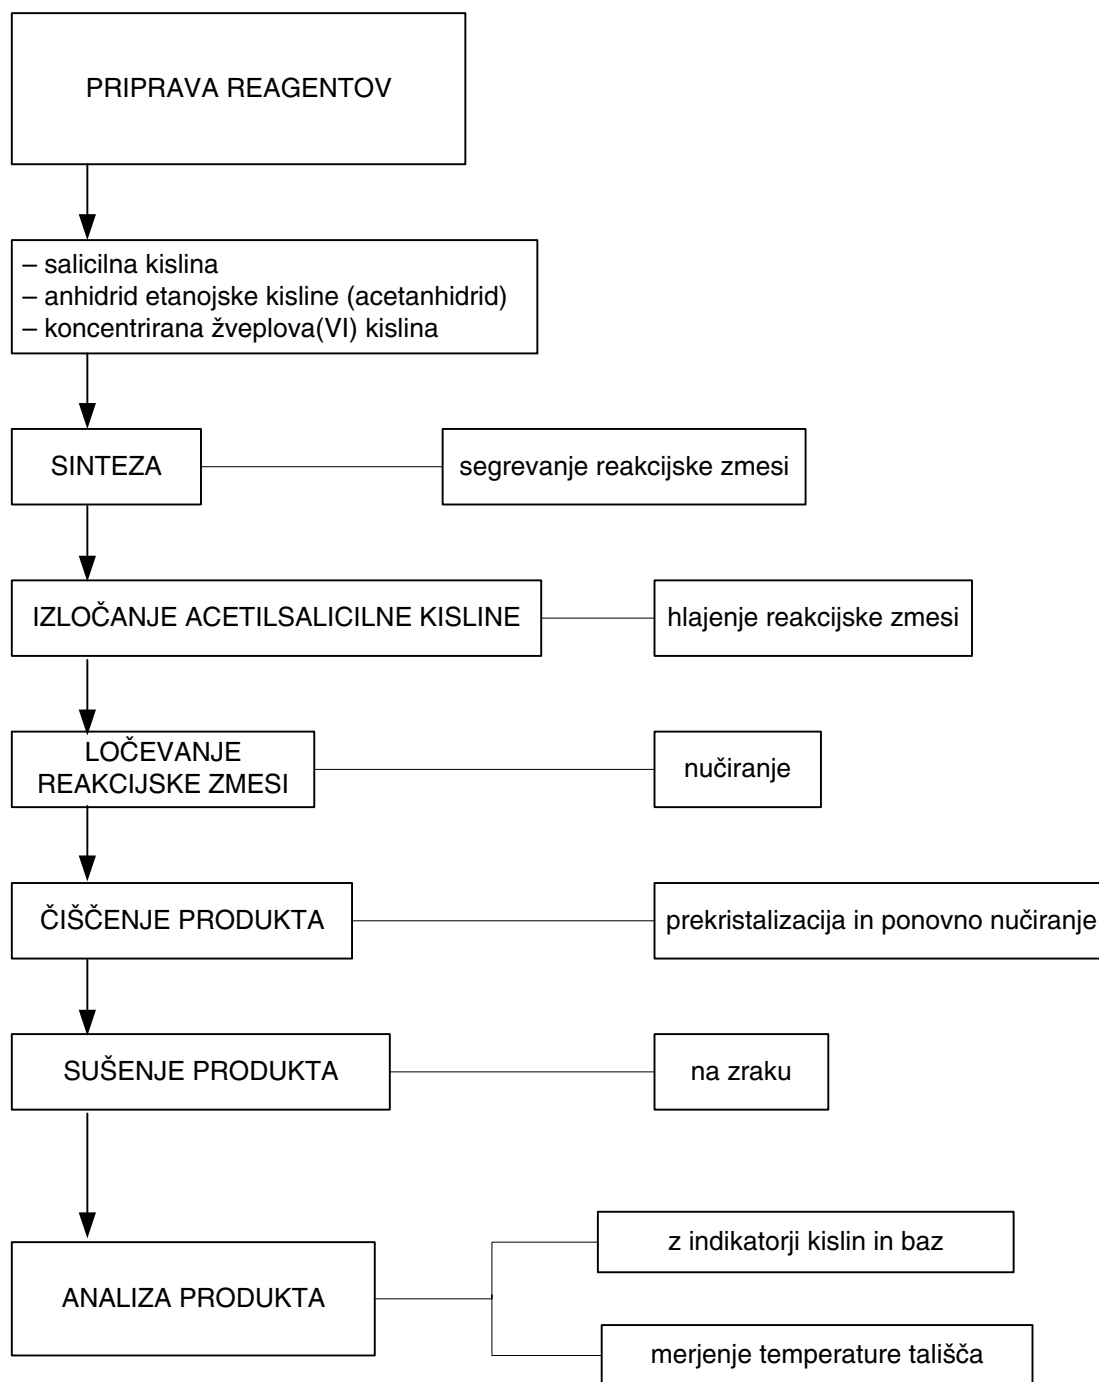 PRIPRAVA REAGENTOV
– salicilna kislina
– anhidrid etanojske kisline (acetanhidrid)
– koncentrirana žveplova(VI) kislina
SINTEZA
segrevanje reakcijske zmesi
IZLOČANJE ACETILSALICILNE KISLINE
hlajenje reakcijske zmesi
LOČEVANJE
REAKCIJSKE ZMESI
nučiranje
ČIŠČENJE PRODUKTA
prekristalizacija in ponovno nučiranje
SUŠENJE PRODUKTA
na zraku
ANALIZA PRODUKTA
z indikatorji kislin in baz
merjenje temperature tališča